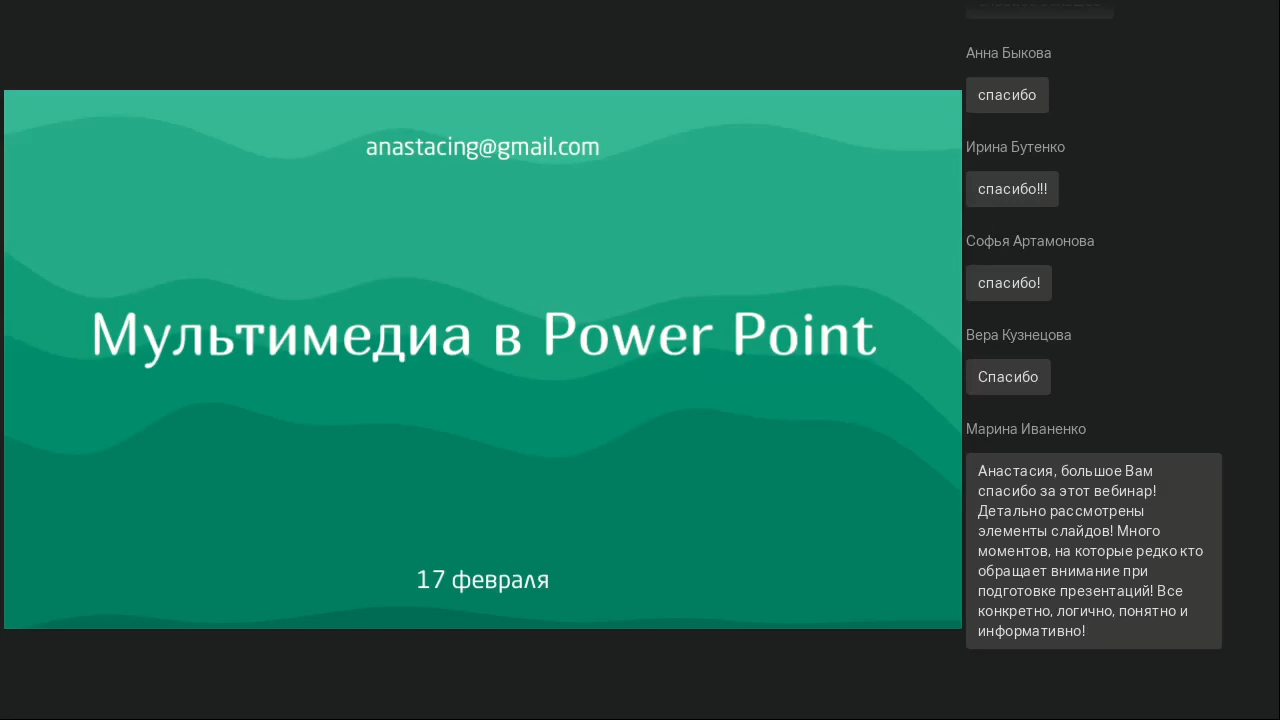 anastacing@gmail.com
Мультимедиа в Power Point
17 февраля
Анна Быкова
спасибо
Ирина Бутенко
спасибо!!!
Софья Артамонова
спасибо!
Вера Кузнецова
Спасибо
Марина Иваненко
Анастасия, большое Вам
спасибо за этот вебинар!
Детально рассмотрены
элементы слайдов! Много
моментов, на которые редко кто
обращает внимание при
подготовке презентаций! Все
конкретно, логично, понятно и
информативно!